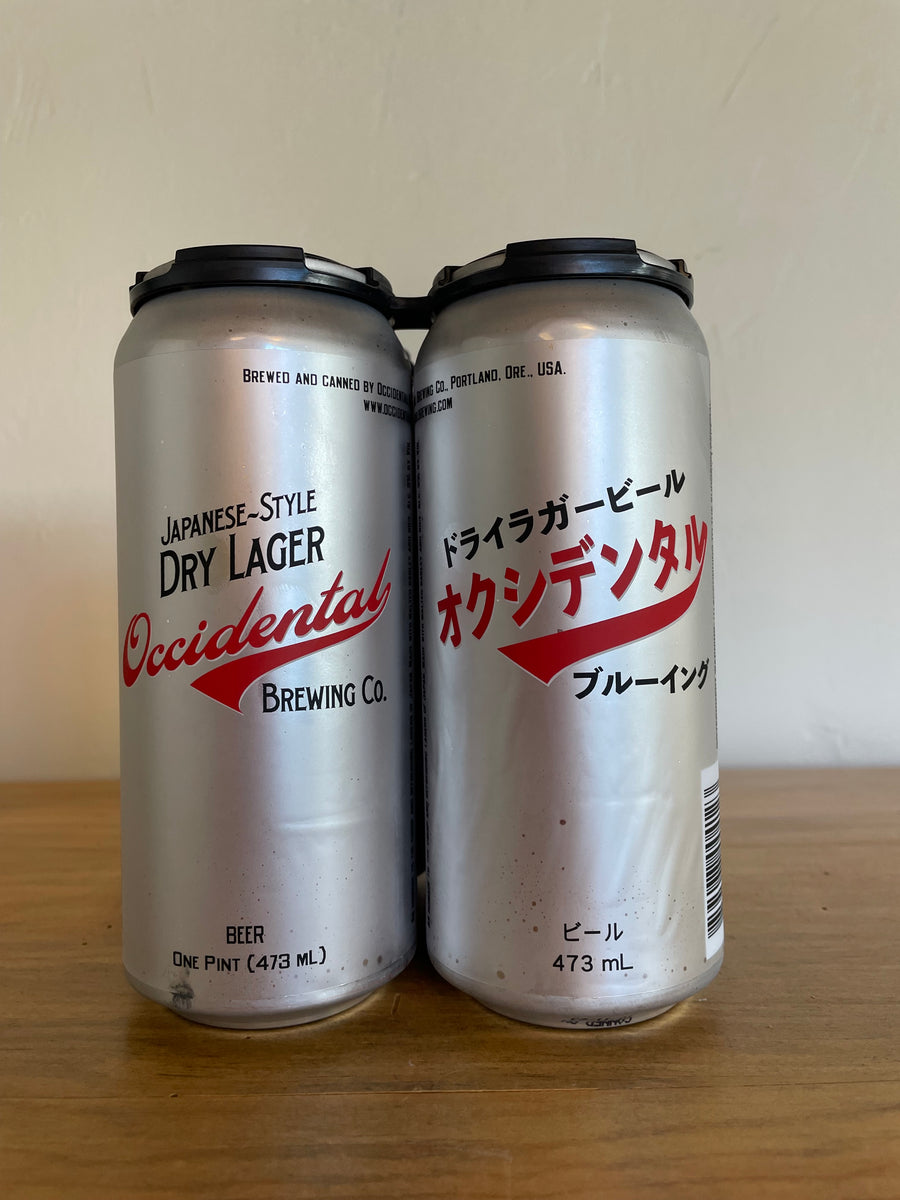 BREWED AND CANNED BY OCCIDENTAL
WWW.OCCIDENT
JAPANESE~STYLE
DRY LAGER
Occidental
BREWING CO.
BEER
ONE PINT (473 ML)
BREWING CO., PORTLAND, ORE., USA.
BREWING.COM
ドライラガービール
オクシデンタル
ブルーイング
ビール
473 mL